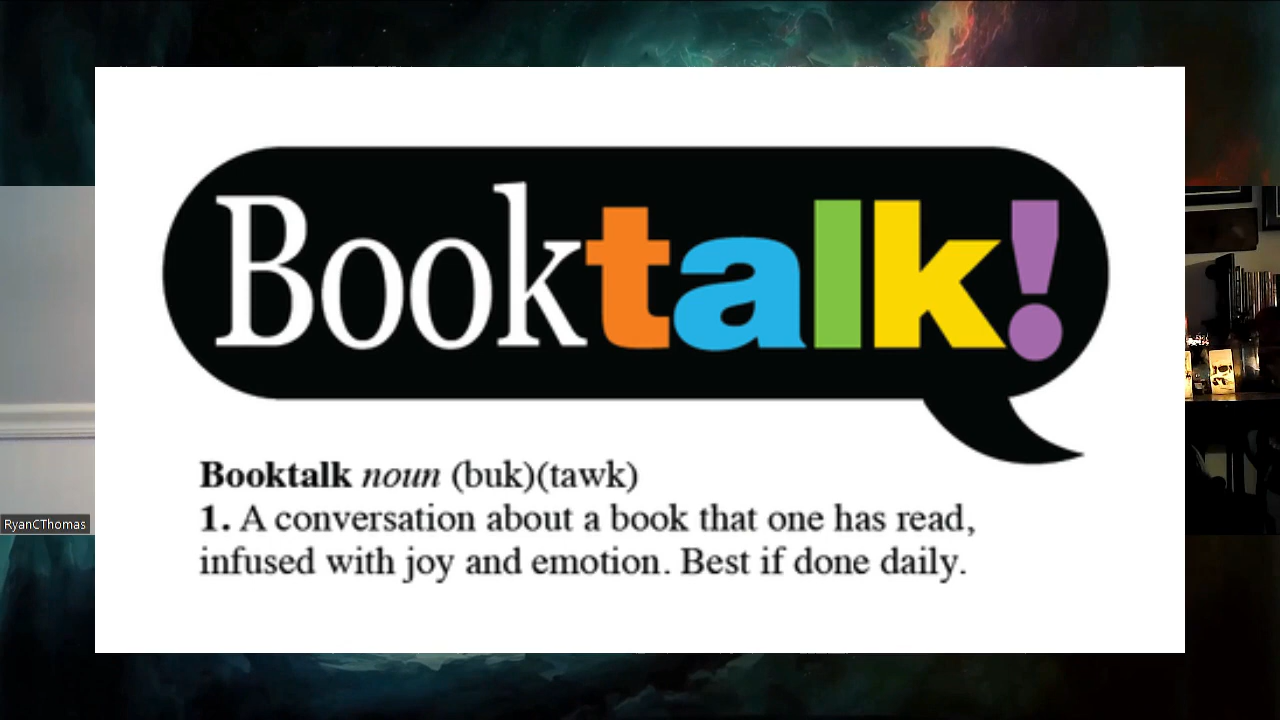 Booktalk!
Booktalk noun (buk)(tawk)
1. A conversation about a book that one has read,
infused with joy and emotion. Best if done daily.
RyanCThomas